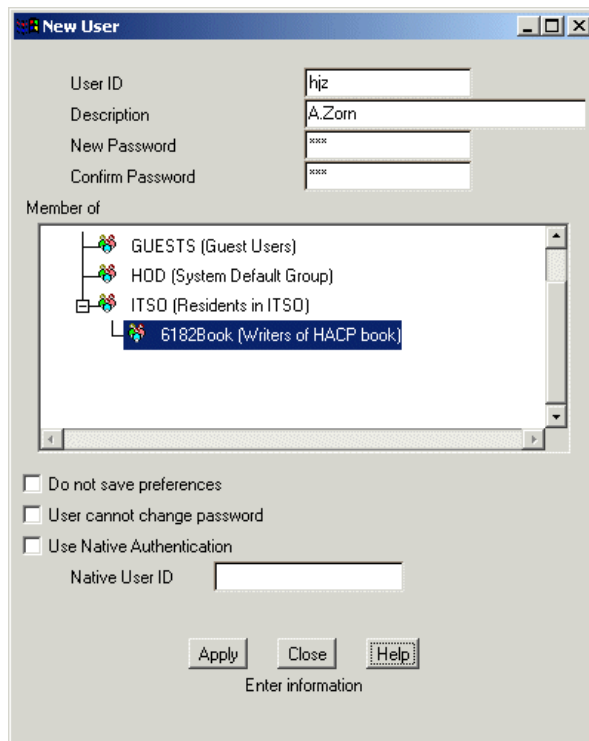 New User
User ID hjz
Description A.Zorn
New Password ***
Confirm Password ***
Member of
GUESTS (Guest Users)
HOD (System Default Group)
ITSO (Residents in ITSO)
6182Book (Writers of HACP book)
Do not save preferences
User cannot change password
Use Native Authentication
Native User ID
Apply Close Help
Enter information